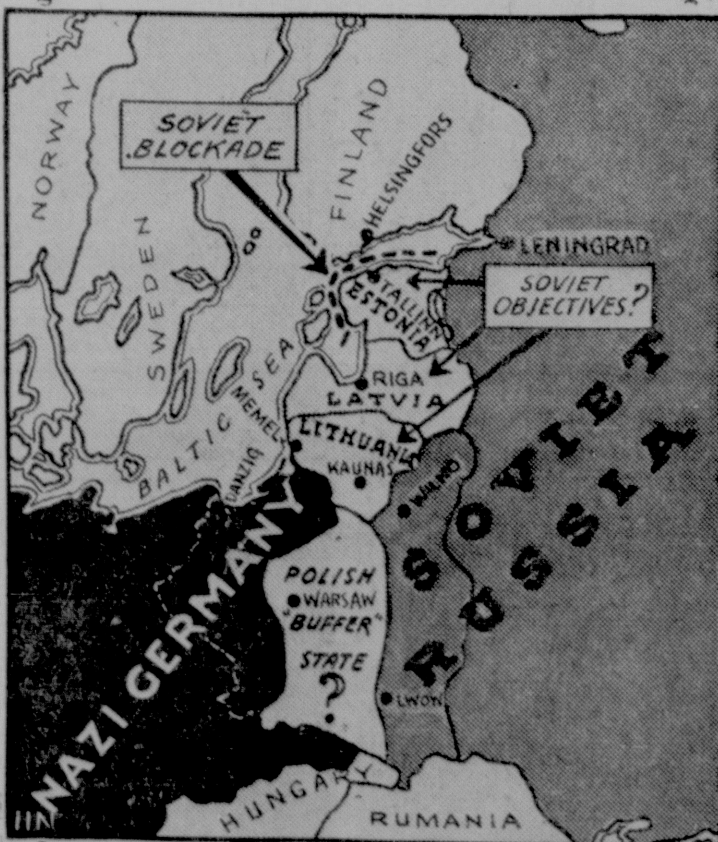 NORWAY
SWEDEN
FINLAND
SOVIET
BLOCKADE
HELSINGFORS
LENINGRAD
SOVIET
OBJECTIVES?
TALLINN
ESTONIA
BALTIC SEA
RIGA
LATVIA
MEMEL
LITHUANIA
KAUNAS
WILNO
DANZIG
SOVIET
RUSSIA
NAZI GERMANY
POLISH
WARSAW
"BUFFER"
STATE
?
LWOW
HUNGARY
RUMANIA